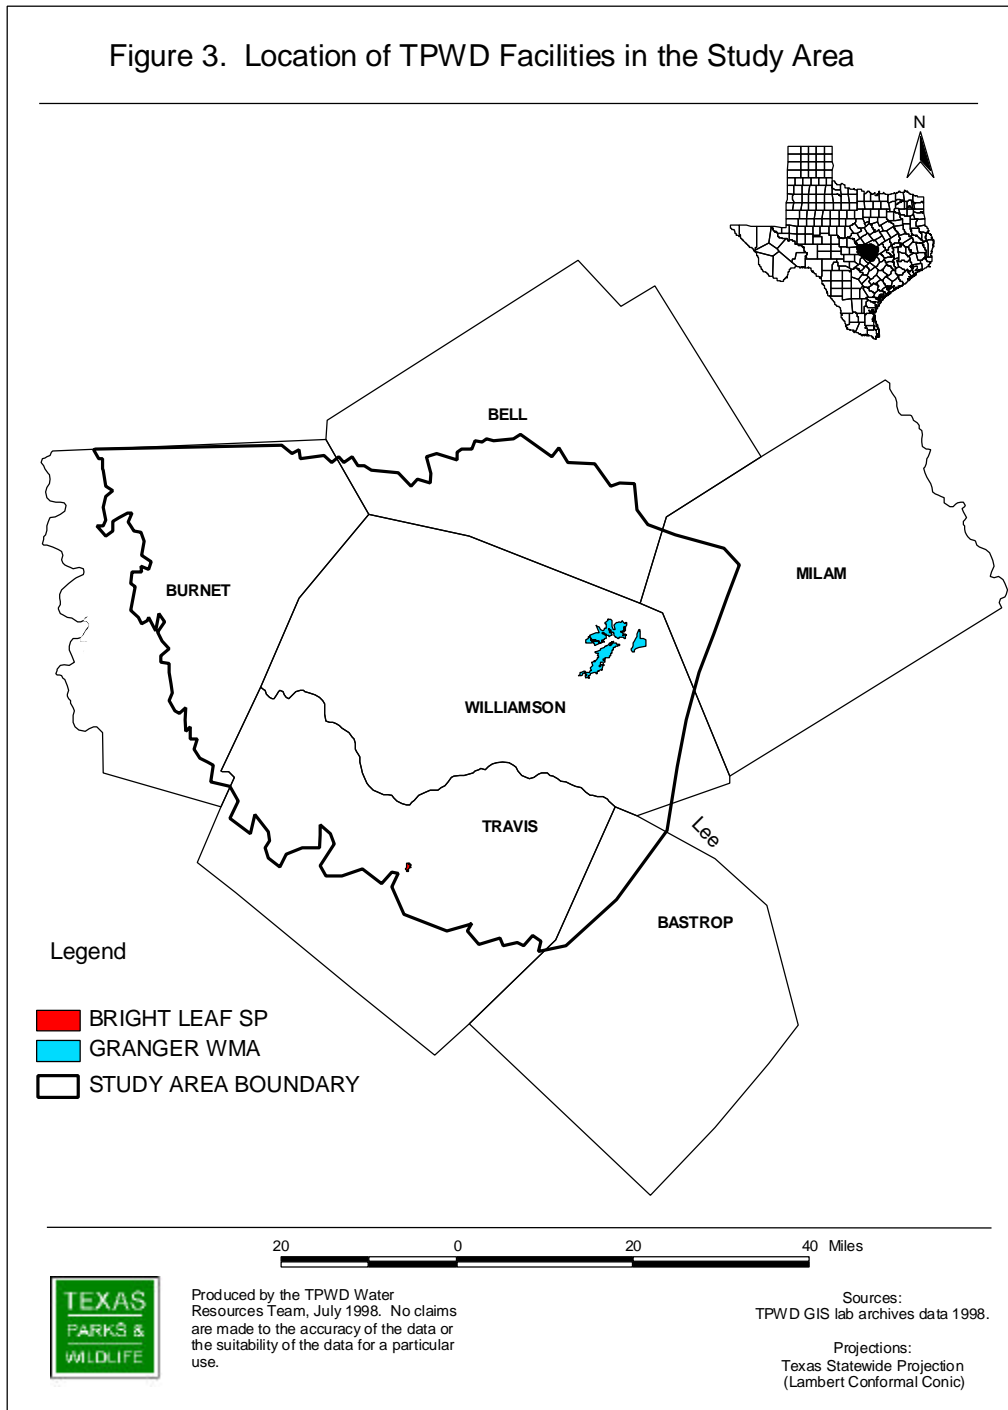 Figure 3. Location of TPWD Facilities in the Study Area
N
BELL
MILAM
BURNET
WILLIAMSON
TRAVIS
Lee
BASTROP
Legend
BRIGHT LEAF SP
GRANGER WMA
STUDY AREA BOUNDARY
20 0 20 40 Miles
TEXAS
PARKS &
WILDLIFE
Produced by the TPWD Water
Resources Team, July 1998. No claims
are made to the accuracy of the data or
the suitability of the data for a particular
use.
Sources:
TPWD GIS lab archives data 1998.
Projections:
Texas Statewide Projection
(Lambert Conformal Conic)